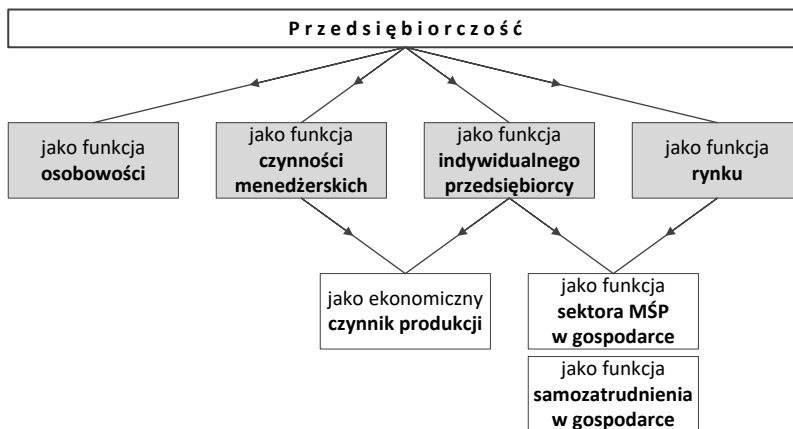 Przedsiębiorczość
jako funkcja
osobowości
jako funkcja
czynności
menedżerskich
jako funkcja
indywidualnego
przedsiębiorcy
jako funkcja
rynku
jako ekonomiczny
czynnik produkcji
jako funkcja
sektora MŚP
w gospodarce
jako funkcja
samozatrudnienia
w gospodarce